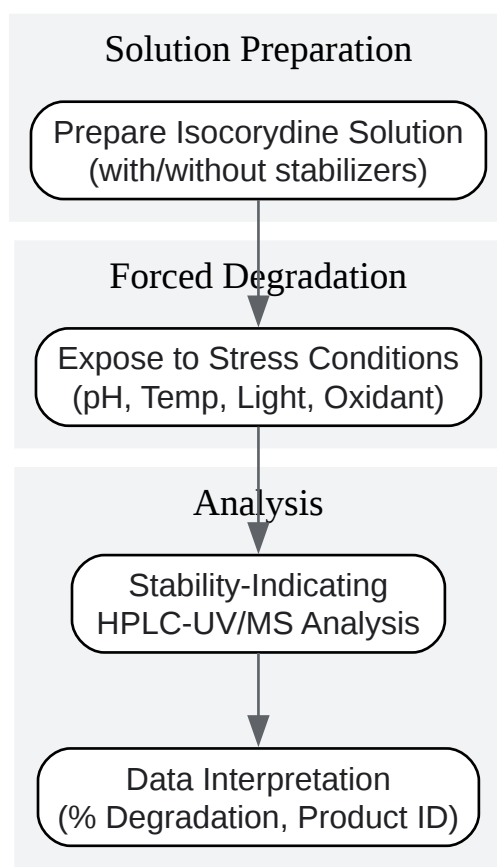 Solution Preparation
Prepare Isocorydine Solution
(with/without stabilizers)
Forced Degradation
Expose to Stress Conditions
(pH, Temp, Light, Oxidant)
Analysis
Stability-Indicating
HPLC-UV/MS Analysis
Data Interpretation
(% Degradation, Product ID)